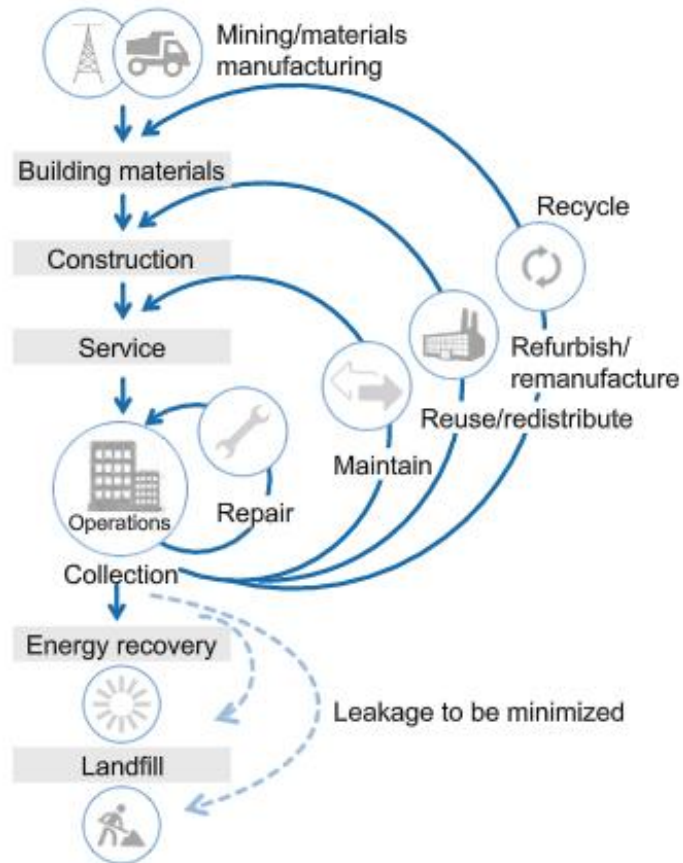 Mining/materials
manufacturing
Building materials
Recycle
Construction
Service
Refurbish/
remanufacture
Reuse/redistribute
Maintain
Repair
Operations
Collection
Energy recovery
Leakage to be minimized
Landfill